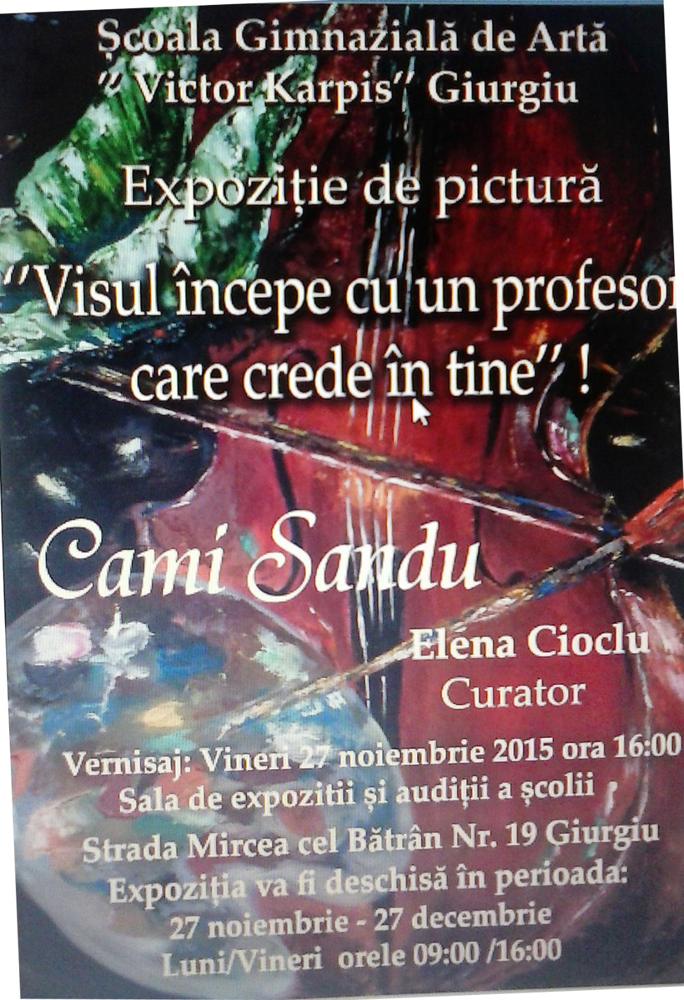 Școala Gimnazială de Artă
" Victor Karpis" Giurgiu
Expoziție de pictură
"Visul începe cu un profesor
care crede în tine" !
Cami Sandu
Elena Cioclu
Curator
Vernisaj: Vineri 27 noiembrie 2015 ora 16:00
Sala de expozitii și audiții a școlii
Strada Mircea cel Bătrân Nr. 19 Giurgiu
Expoziția va fi deschisă în perioada:
27 noiembrie - 27 decembrie
Luni/Vineri orele 09:00 /16:00